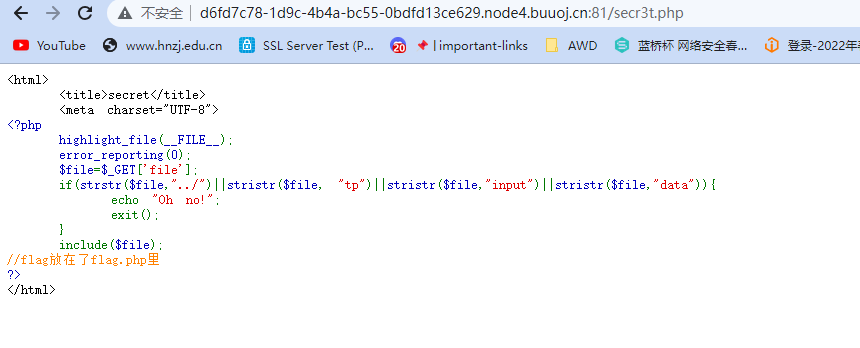 不安全 d6fd7c78-1d9c-4b4a-bc55-0bdfd13ce629.node4.buuoj.cn:81/secr3t.php
YouTube www.hnzj.edu.cn SSL Server Test (P... 20 | important-links AWD 蓝桥杯 网络安全春... 登录-2022年
<html>
<title>secret</title>
<meta charset="UTF-8">
<?php
highlight_file(__FILE__);
error_reporting(0);
$file=$_GET['file'];
if(strstr($file,"../")||stristr($file, "tp")||stristr($file,"input")||stristr($file,"data")){
echo "Oh no!";
exit();
}
include($file);
//flag放在了flag.php里
?>
</html>